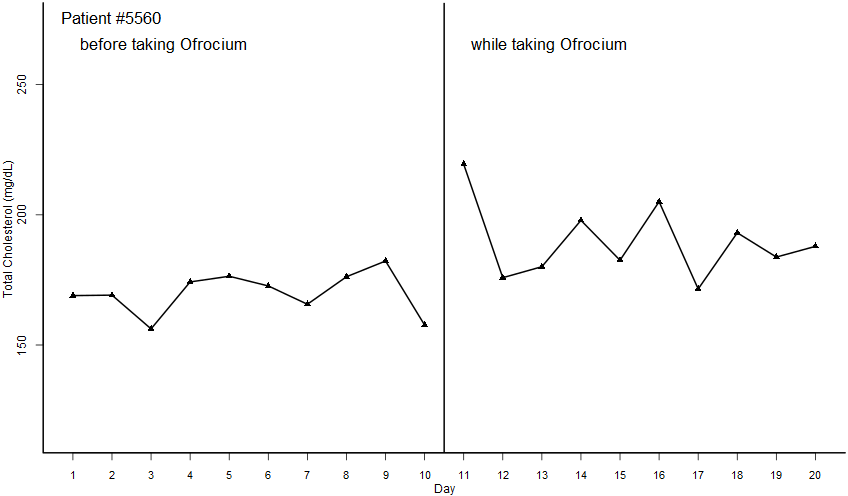 Patient #5560
before taking Ofrocium
while taking Ofrocium
250
200
150
Total Cholesterol (mg/dL)
1 2 3 4 5 6 7 8 9 10 11 12 13 14 15 16 17 18 19 20
Day